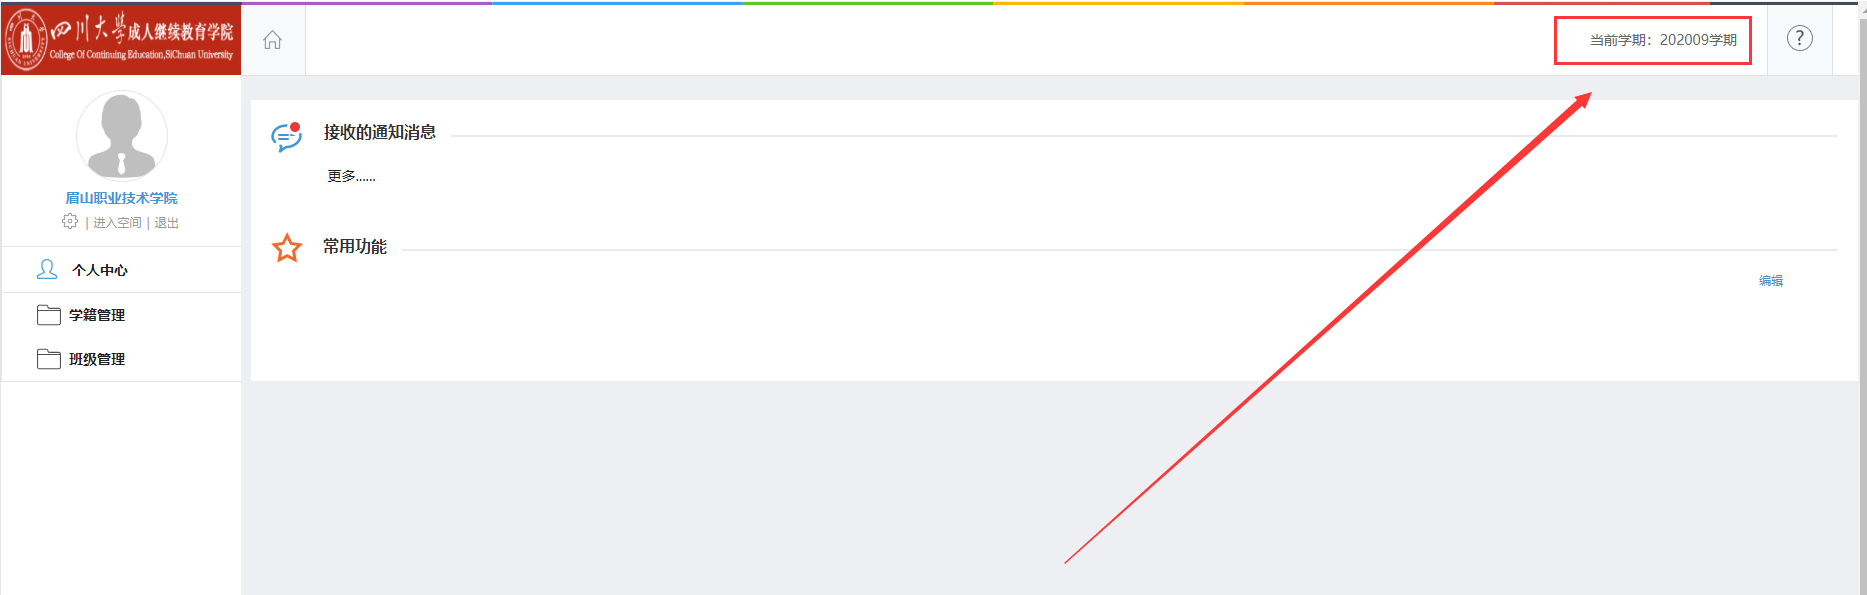 四川大学成人继续教育学院
College Of Continuing Education,SiChuan University
当前学期：202009学期
?
眉山职业技术学院
| 进入空间 | 退出
个人中心
学籍管理
班级管理
接收的通知消息
更多......
常用功能
编辑